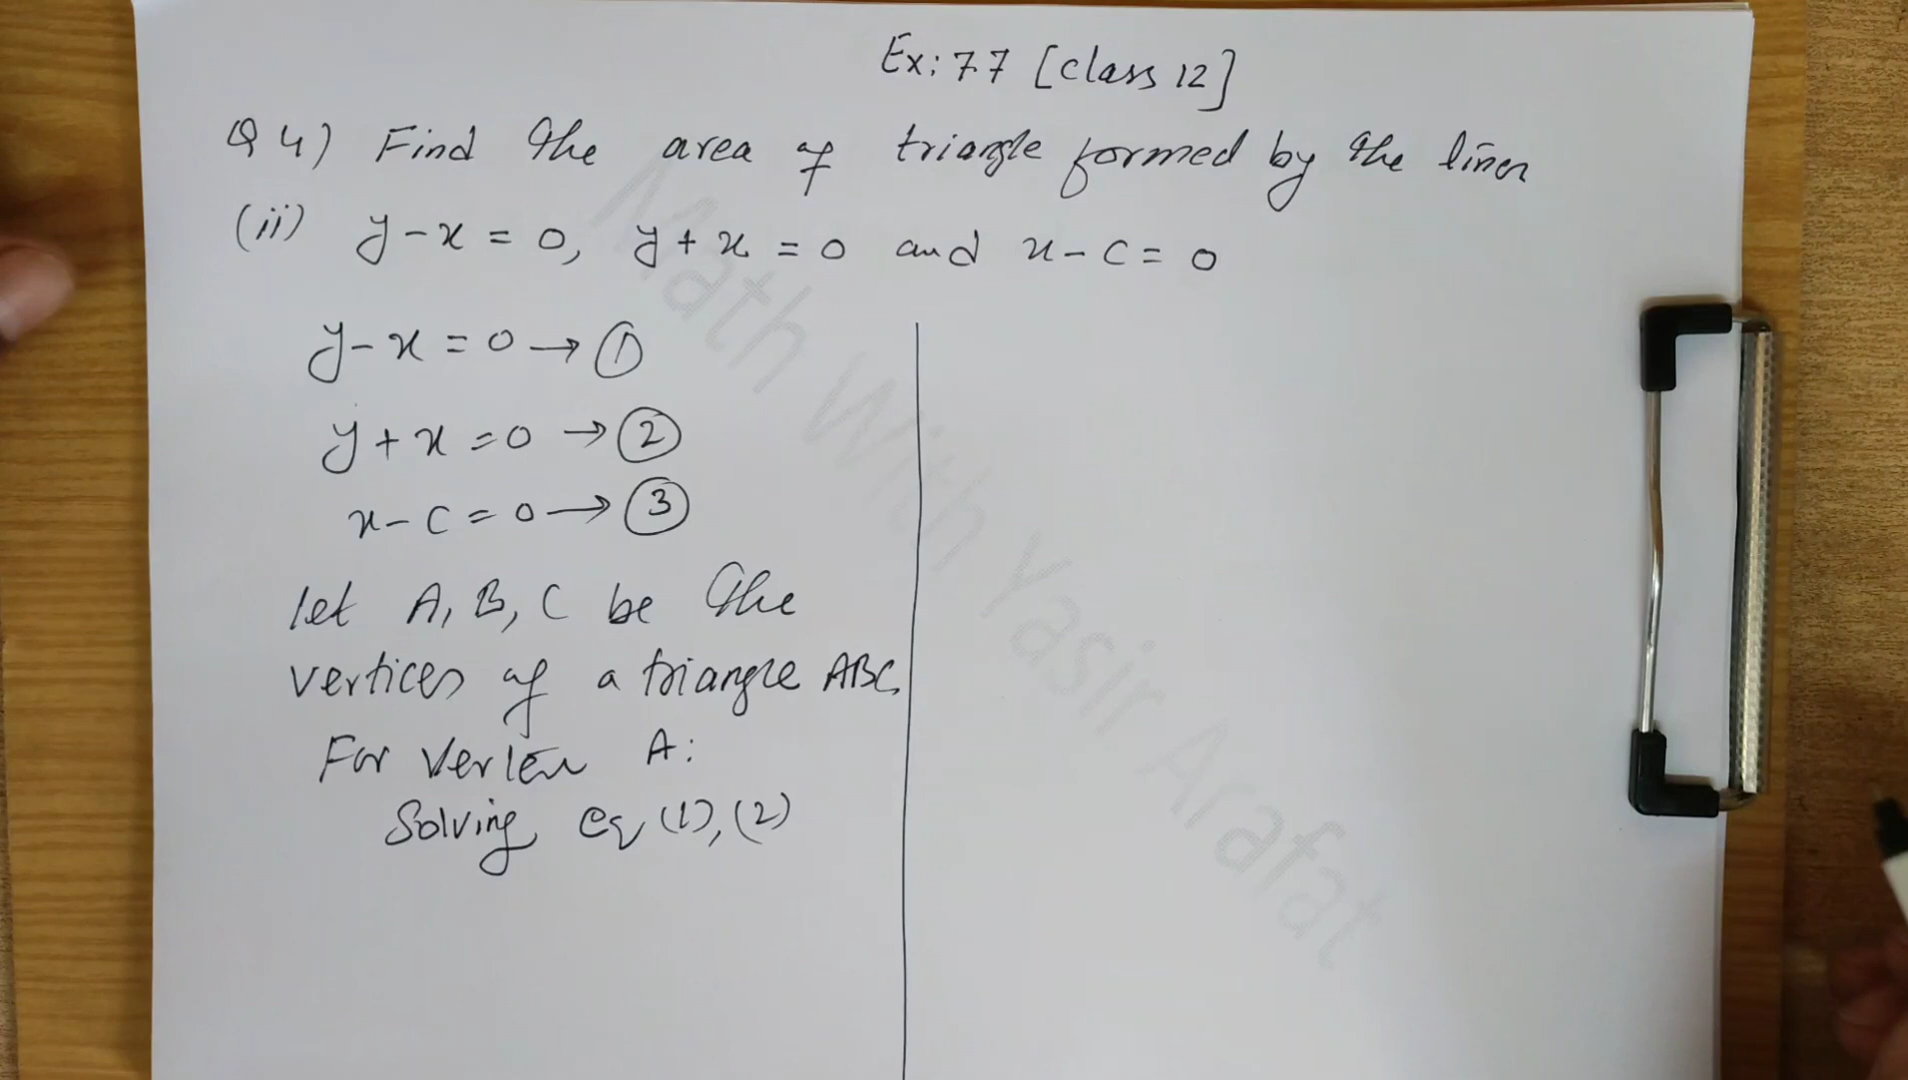 Ex: 7.7 [class 12]
Q4) Find the area of triangle formed by the lines
(ii) y - x = 0, y + x = 0 and x - c = 0
y - x = 0 → ①
y + x = 0 → ②
x - c = 0 → ③
let A, B, C be the
vertices of a triangle ABC.
For Vertex A:
Solving eq (1), (2)
Math With Yasir Arafat